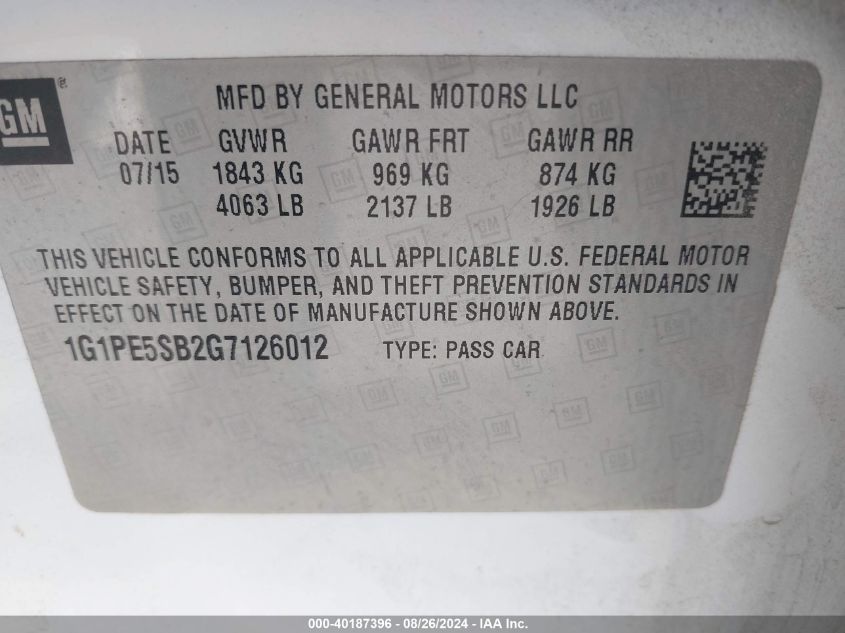 GM ®
MFD BY GENERAL MOTORS LLC
DATE GVWR GAWR FRT GAWR RR
07/15 1843 KG 969 KG 874 KG
4063 LB 2137 LB 1926 LB
THIS VEHICLE CONFORMS TO ALL APPLICABLE U.S. FEDERAL MOTOR
VEHICLE SAFETY, BUMPER, AND THEFT PREVENTION STANDARDS IN
EFFECT ON THE DATE OF MANUFACTURE SHOWN ABOVE.
1G1PE5SB2G7126012 TYPE: PASS CAR
000-40187396 - 08/26/2024 - IAA Inc.